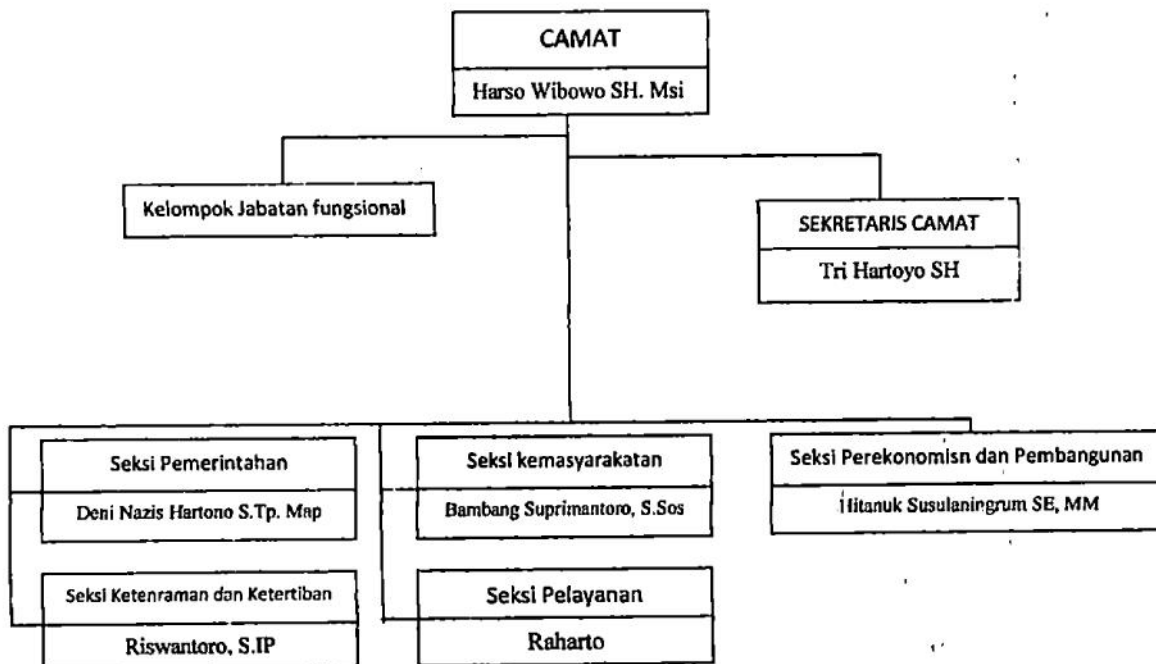 CAMAT
Harso Wibowo SH. Msi
Kelompok Jabatan fungsional
SEKRETARIS CAMAT
Tri Hartoyo SH
Seksi Pemerintahan
Deni Nazis Hartono S.Tp. Map
Seksi kemasyarakatan
Bambang Suprimantoro, S.Sos
Seksi Perekonomisn dan Pembangunan
Hitanuk Susulaningrum SE, MM
Seksi Ketenraman dan Ketertiban
Riswantoro, S.IP
Seksi Pelayanan
Raharto